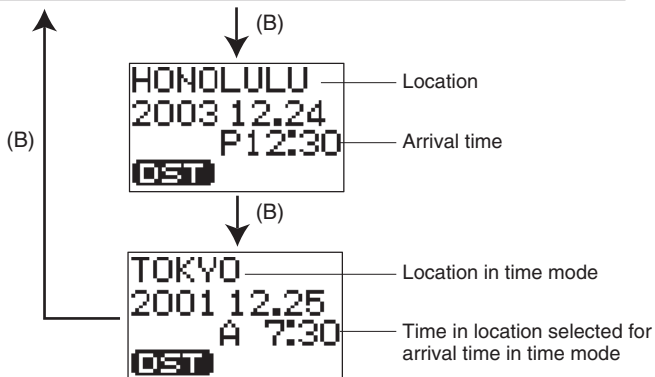 (B)
HONOLULU
Location
2003 12.24
P12:30
Arrival time
DST
(B)
(B)
TOKYO
Location in time mode
2001 12.25
A 7:30
Time in location selected for
arrival time in time mode
DST